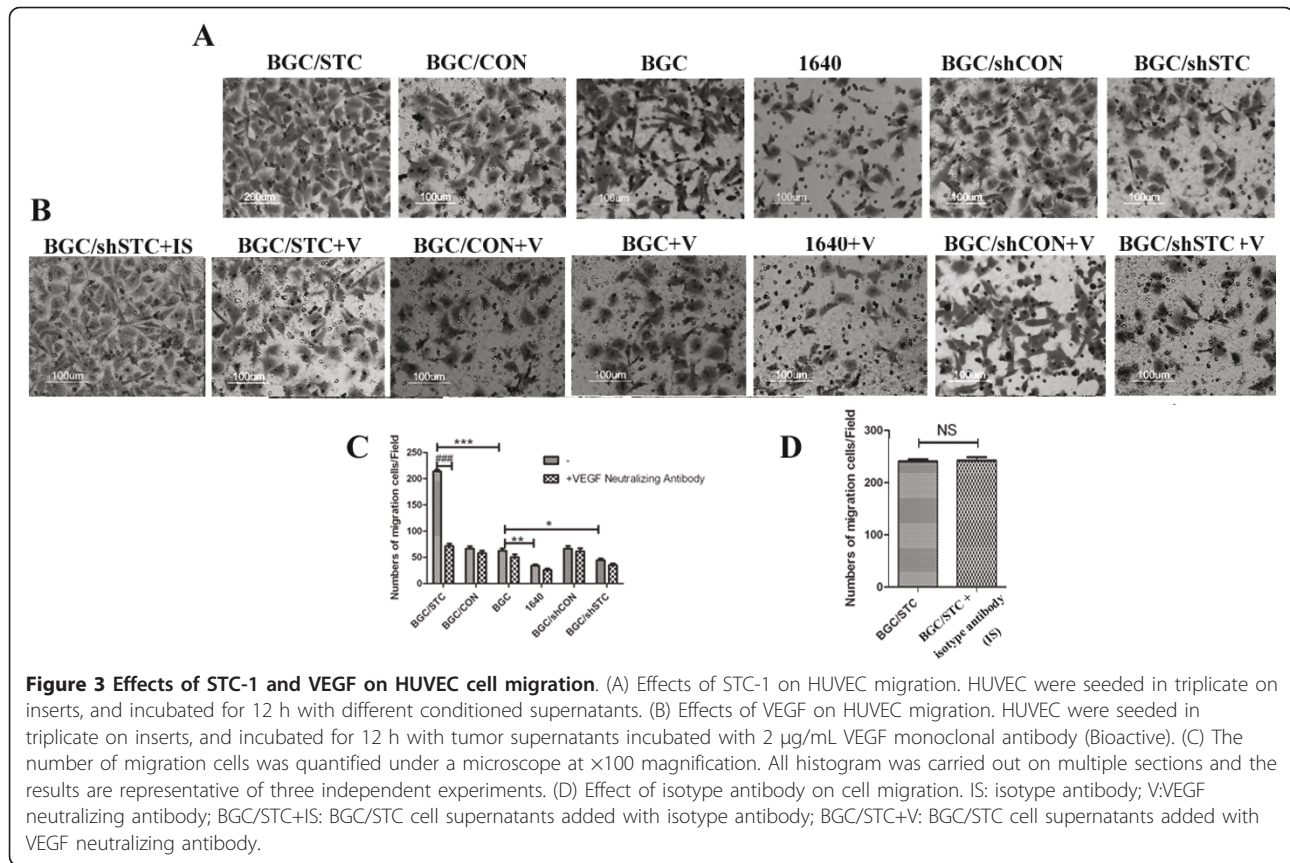 A
BGC/STC BGC/CON BGC 1640 BGC/shCON BGC/shSTC
200um 100um 100um 100um 100um 100um
B
BGC/shSTC+IS BGC/STC+V BGC/CON+V BGC+V 1640+V BGC/shCON+V BGC/shSTC+V
100um 100um 100um 100um 100um 100um 100um
C
Numbers of migration cells/Field
250
200
150
100
50
0
***
###
**
*
-
+VEGF Neutralizing Antibody
BGC/STC
BGC/CON
BGC
1640
BGC/shCON
BGC/shSTC
D
Numbers of migration cells/Field
300
200
100
0
NS
BGC/STC
BGC/STC +
isotype antibody
(IS)
Figure 3 Effects of STC-1 and VEGF on HUVEC cell migration. (A) Effects of STC-1 on HUVEC migration. HUVEC were seeded in triplicate on
inserts, and incubated for 12 h with different conditioned supernatants. (B) Effects of VEGF on HUVEC migration. HUVEC were seeded in
triplicate on inserts, and incubated for 12 h with tumor supernatants incubated with 2 μg/mL VEGF monoclonal antibody (Bioactive). (C) The
number of migration cells was quantified under a microscope at ×100 magnification. All histogram was carried out on multiple sections and the
results are representative of three independent experiments. (D) Effect of isotype antibody on cell migration. IS: isotype antibody; V:VEGF
neutralizing antibody; BGC/STC+IS: BGC/STC cell supernatants added with isotype antibody; BGC/STC+V: BGC/STC cell supernatants added with
VEGF neutralizing antibody.